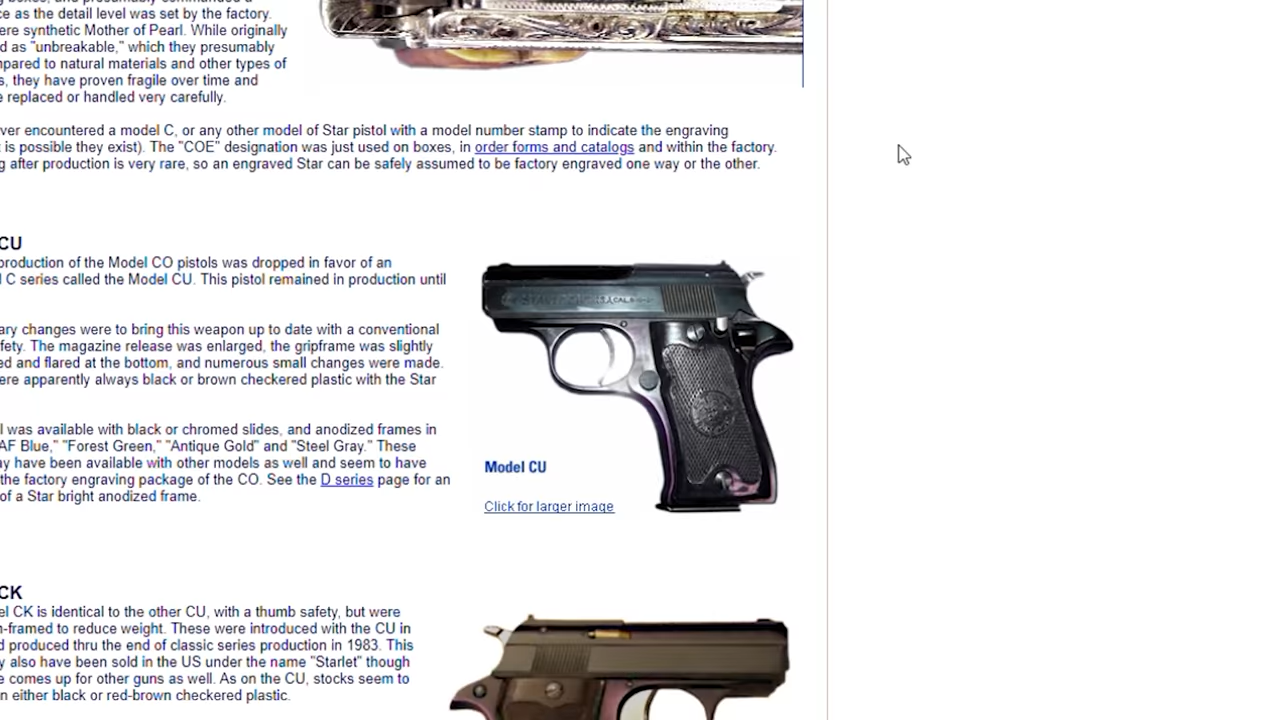 ce as the detail level was set by the factory.
ere synthetic Mother of Pearl. While originally
d as "unbreakable," which they presumably
mpared to natural materials and other types of
s, they have proven fragile over time and
e replaced or handled very carefully.
ver encountered a model C, or any other model of Star pistol with a model number stamp to indicate the engraving
t is possible they exist). The "COE" designation was just used on boxes, in order forms and catalogs and within the factory.
g after production is very rare, so an engraved Star can be safely assumed to be factory engraved one way or the other.
CU
production of the Model CO pistols was dropped in favor of an
l C series called the Model CU. This pistol remained in production until
ary changes were to bring this weapon up to date with a conventional
fety. The magazine release was enlarged, the gripframe was slightly
ed and flared at the bottom, and numerous small changes were made.
ere apparently always black or brown checkered plastic with the Star
l was available with black or chromed slides, and anodized frames in
AF Blue," "Forest Green," "Antique Gold" and "Steel Gray." These
ay have been available with other models as well and seem to have
the factory engraving package of the CO. See the D series page for an
of a Star bright anodized frame.
Model CU
Click for larger image
CK
el CK is identical to the other CU, with a thumb safety, but were
n-framed to reduce weight. These were introduced with the CU in
d produced thru the end of classic series production in 1983. This
y also have been sold in the US under the name "Starlet" though
e comes up for other guns as well. As on the CU, stocks seem to
n either black or red-brown checkered plastic.